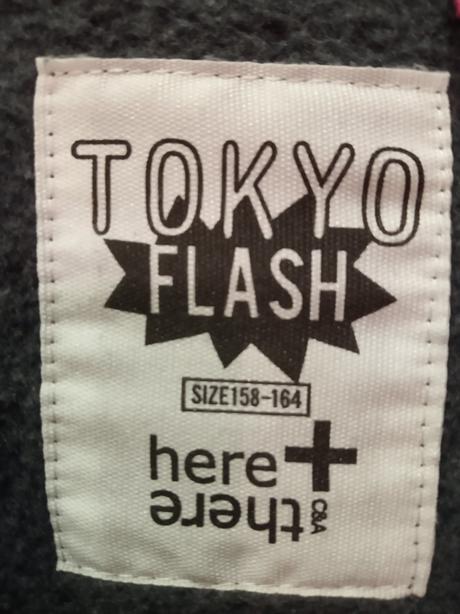 TOKYO
FLASH
SIZE158-164
here+
there
C&A